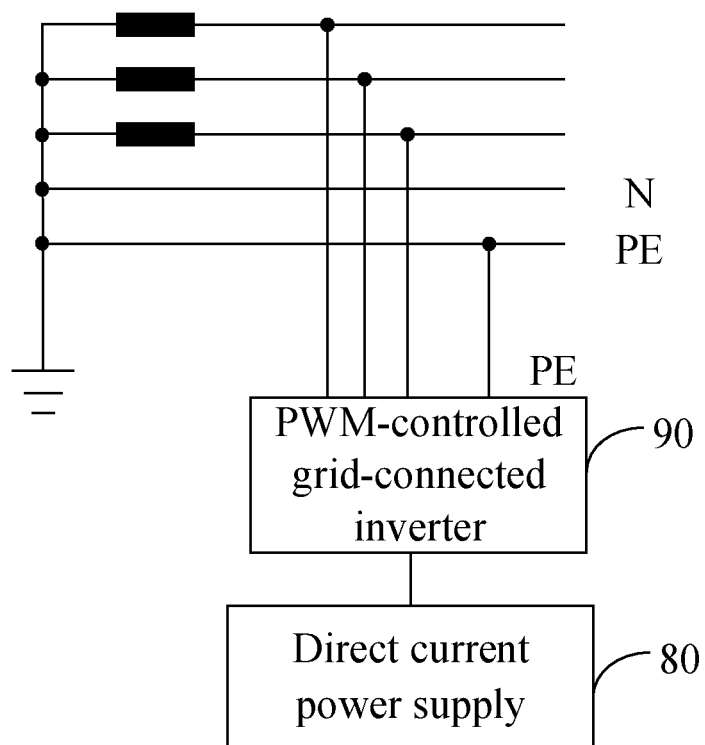 N
PE
PE
PWM-controlled
grid-connected
inverter
90
Direct current
power supply
80